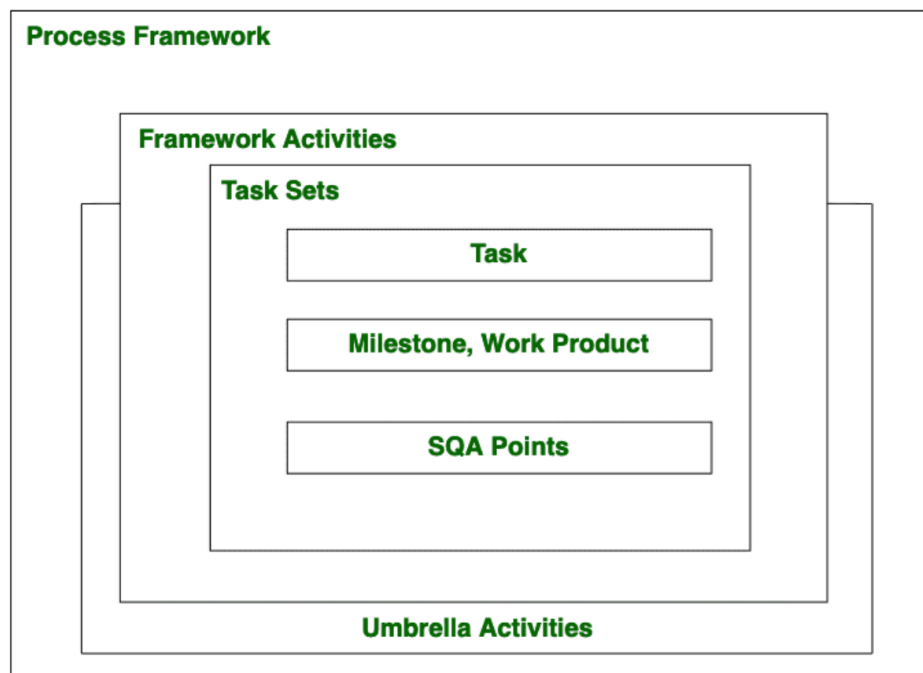 Process Framework
Framework Activities
Task Sets
Task
Milestone, Work Product
SQA Points
Umbrella Activities